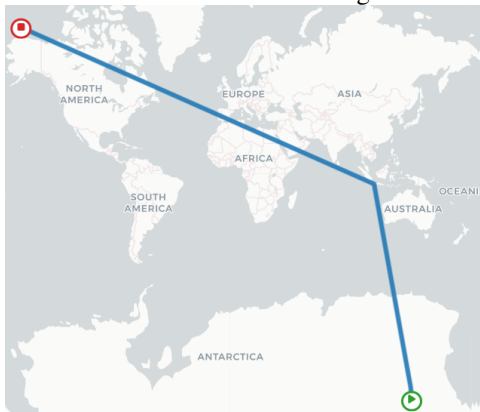 NORTH
AMERICA
EUROPE
ASIA
AFRICA
SOUTH
AMERICA
OCEANI
AUSTRALIA
ANTARCTICA